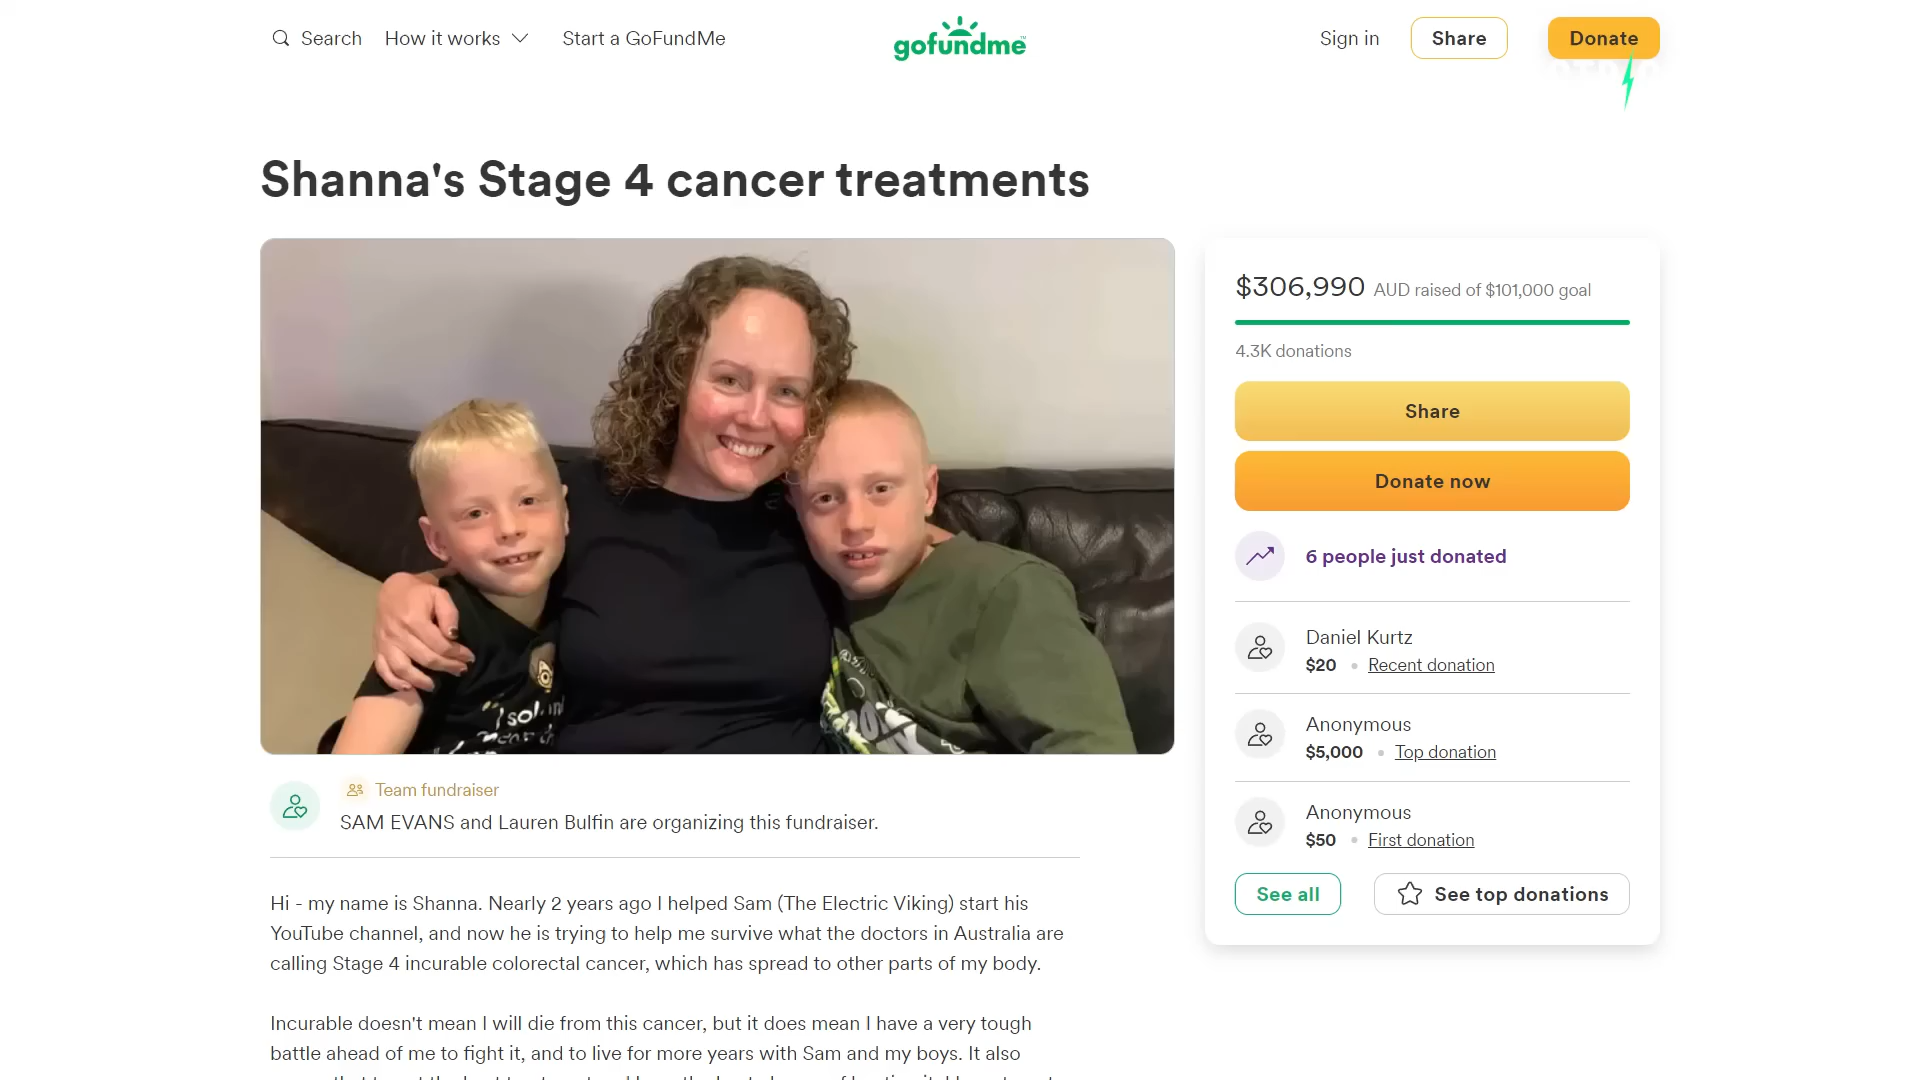 Search
How it works
Start a GoFundMe
gofundme
Sign in
Share
Donate
Shanna's Stage 4 cancer treatments
$306,990 AUD raised of $101,000 goal
4.3K donations
Share
Donate now
6 people just donated
Daniel Kurtz
$20 • Recent donation
Anonymous
$5,000 • Top donation
Anonymous
$50 • First donation
See all
See top donations
Team fundraiser
SAM EVANS and Lauren Bulfin are organizing this fundraiser.
Hi - my name is Shanna. Nearly 2 years ago I helped Sam (The Electric Viking) start his
YouTube channel, and now he is trying to help me survive what the doctors in Australia are
calling Stage 4 incurable colorectal cancer, which has spread to other parts of my body.
Incurable doesn't mean I will die from this cancer, but it does mean I have a very tough
battle ahead of me to fight it, and to live for more years with Sam and my boys. It also